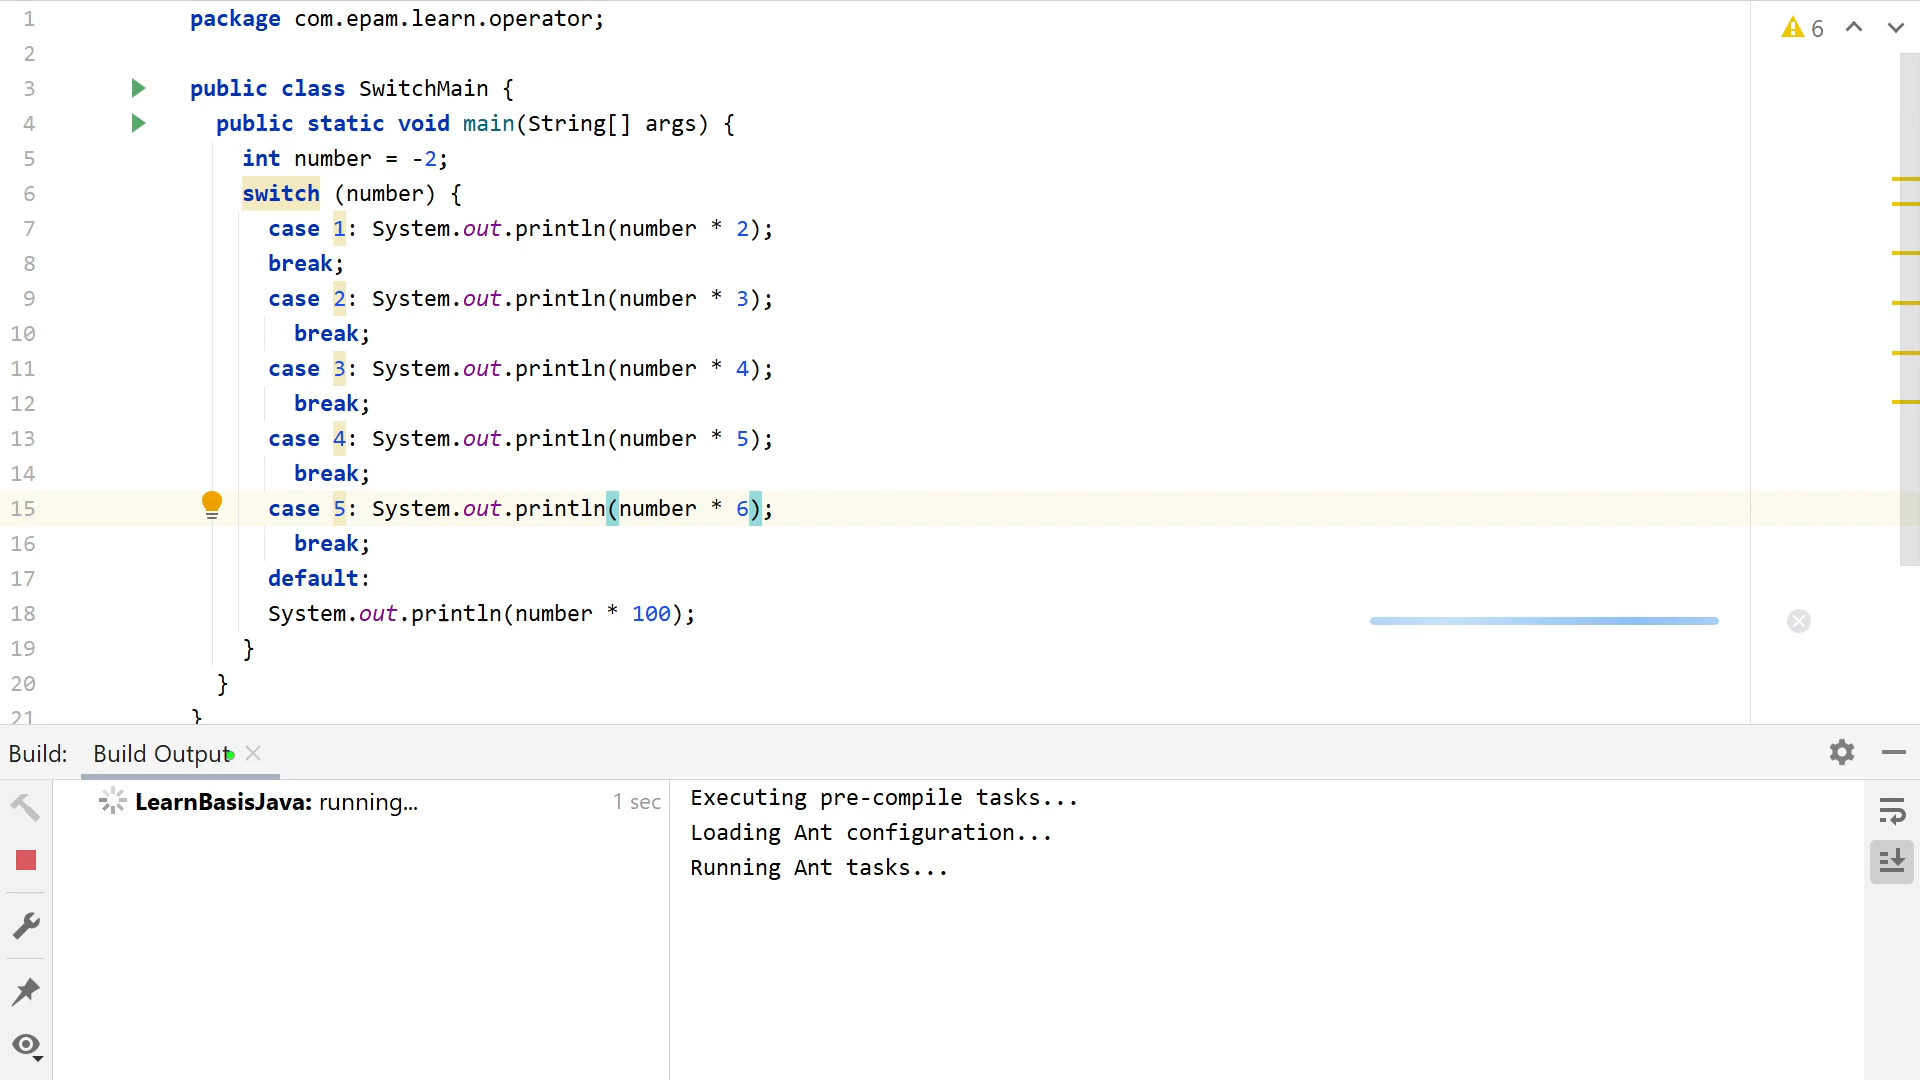 1 package com.epam.learn.operator;
2
3 public class SwitchMain {
4 public static void main(String[] args) {
5 int number = -2;
6 switch (number) {
7 case 1: System.out.println(number * 2);
8 break;
9 case 2: System.out.println(number * 3);
10 break;
11 case 3: System.out.println(number * 4);
12 break;
13 case 4: System.out.println(number * 5);
14 break;
15 case 5: System.out.println(number * 6);
16 break;
17 default:
18 System.out.println(number * 100);
19 }
20 }
21 }
6
Build: Build Output
LearnBasisJava: running... 1 sec
Executing pre-compile tasks...
Loading Ant configuration...
Running Ant tasks...